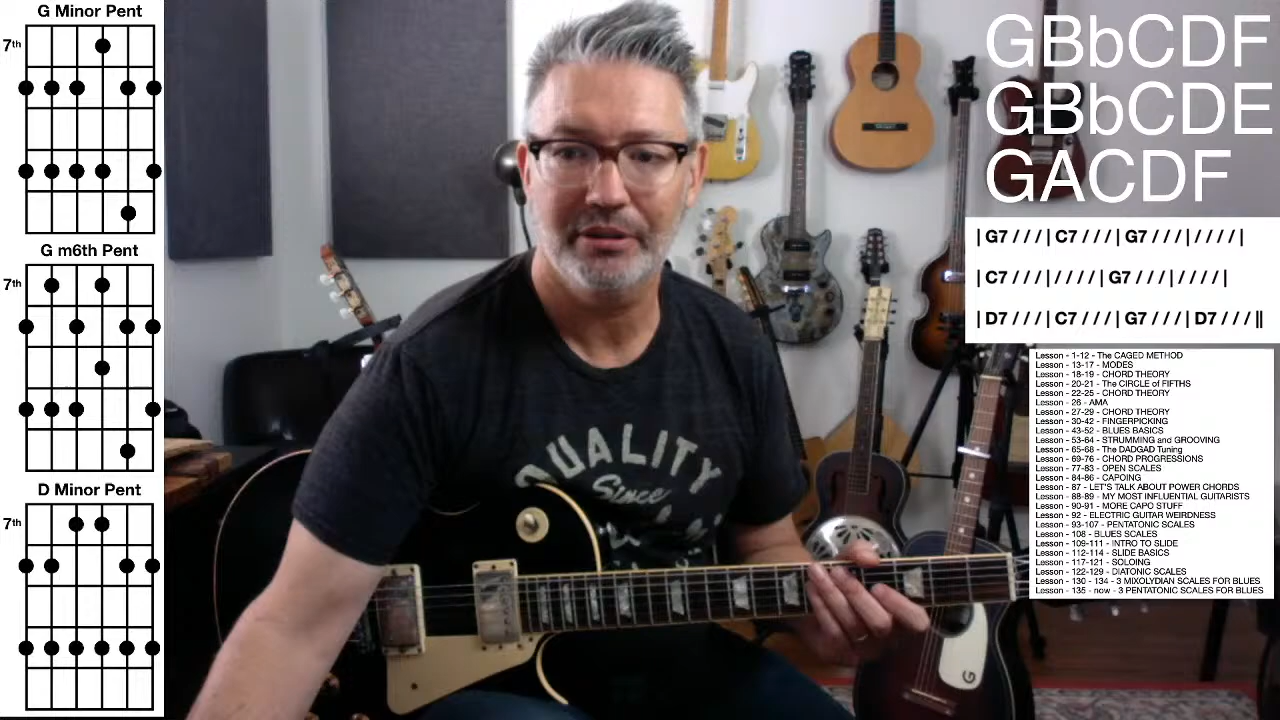 G Minor Pent
7th
G m6th Pent
7th
D Minor Pent
7th
GBbCDF
GBbCDE
GACDF
| G7 / / / | C7 / / / | G7 / / / | / / / / |
| C7 / / / | / / / / | G7 / / / | / / / / |
| D7 / / / | C7 / / / | G7 / / / | D7 / / / ||
Lesson - 1-12 - The CAGED METHOD
Lesson - 13-17 - MODES
Lesson - 18-19 - CHORD THEORY
Lesson - 20-21 - The CIRCLE of FIFTHS
Lesson - 22-25 - CHORD THEORY
Lesson - 26 - AMA
Lesson - 27-29 - CHORD THEORY
Lesson - 30-42 - FINGERPICKING
Lesson - 43-52 - BLUES BASICS
Lesson - 53-64 - STRUMMING and GROOVING
Lesson - 65-68 - The DADGAD Tuning
Lesson - 69-76 - CHORD PROGRESSIONS
Lesson - 77-83 - OPEN SCALES
Lesson - 84-86 - CAPOING
Lesson - 87 - LET'S TALK ABOUT POWER CHORDS
Lesson - 88-89 - MY MOST INFLUENTIAL GUITARISTS
Lesson - 90-91 - MORE CAPO STUFF
Lesson - 92 - ELECTRIC GUITAR WEIRDNESS
Lesson - 93-107 - PENTATONIC SCALES
Lesson - 108 - BLUES SCALES
Lesson - 109-111 - INTRO TO SLIDE
Lesson - 112-114 - SLIDE BASICS
Lesson - 117-121 - SOLOING
Lesson - 122-129 - DIATONIC SCALES
Lesson - 130 - 134 - 3 MIXOLYDIAN SCALES FOR BLUES
Lesson - 135 - now - 3 PENTATONIC SCALES FOR BLUES
QUALITY
Since
G